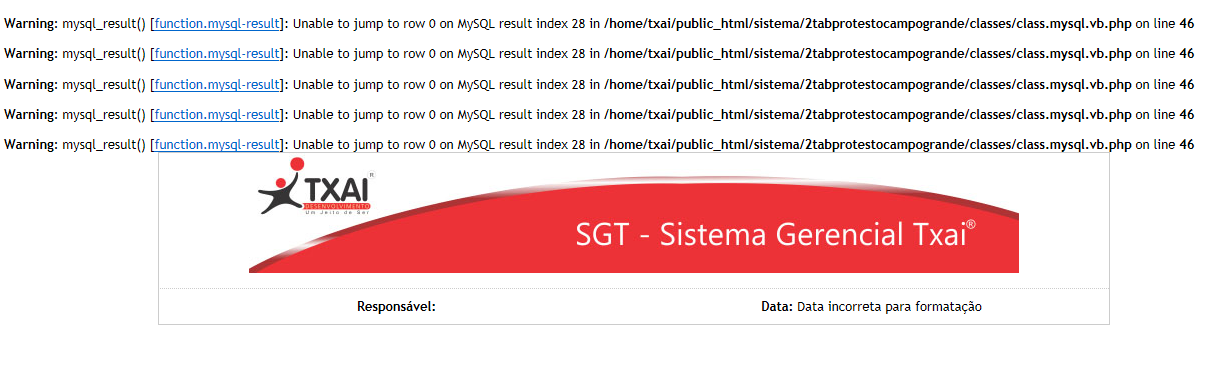 Warning: mysql_result() [function.mysql-result]: Unable to jump to row 0 on MySQL result index 28 in /home/txai/public_html/sistema/2tabprotestocampogrande/classes/class.mysql.vb.php on line 46
Warning: mysql_result() [function.mysql-result]: Unable to jump to row 0 on MySQL result index 28 in /home/txai/public_html/sistema/2tabprotestocampogrande/classes/class.mysql.vb.php on line 46
Warning: mysql_result() [function.mysql-result]: Unable to jump to row 0 on MySQL result index 28 in /home/txai/public_html/sistema/2tabprotestocampogrande/classes/class.mysql.vb.php on line 46
Warning: mysql_result() [function.mysql-result]: Unable to jump to row 0 on MySQL result index 28 in /home/txai/public_html/sistema/2tabprotestocampogrande/classes/class.mysql.vb.php on line 46
Warning: mysql_result() [function.mysql-result]: Unable to jump to row 0 on MySQL result index 28 in /home/txai/public_html/sistema/2tabprotestocampogrande/classes/class.mysql.vb.php on line 46
TXAI®
DESENVOLVIMENTO
Um Jeito de Ser
SGT - Sistema Gerencial Txai®
Responsável: Data: Data incorreta para formatação